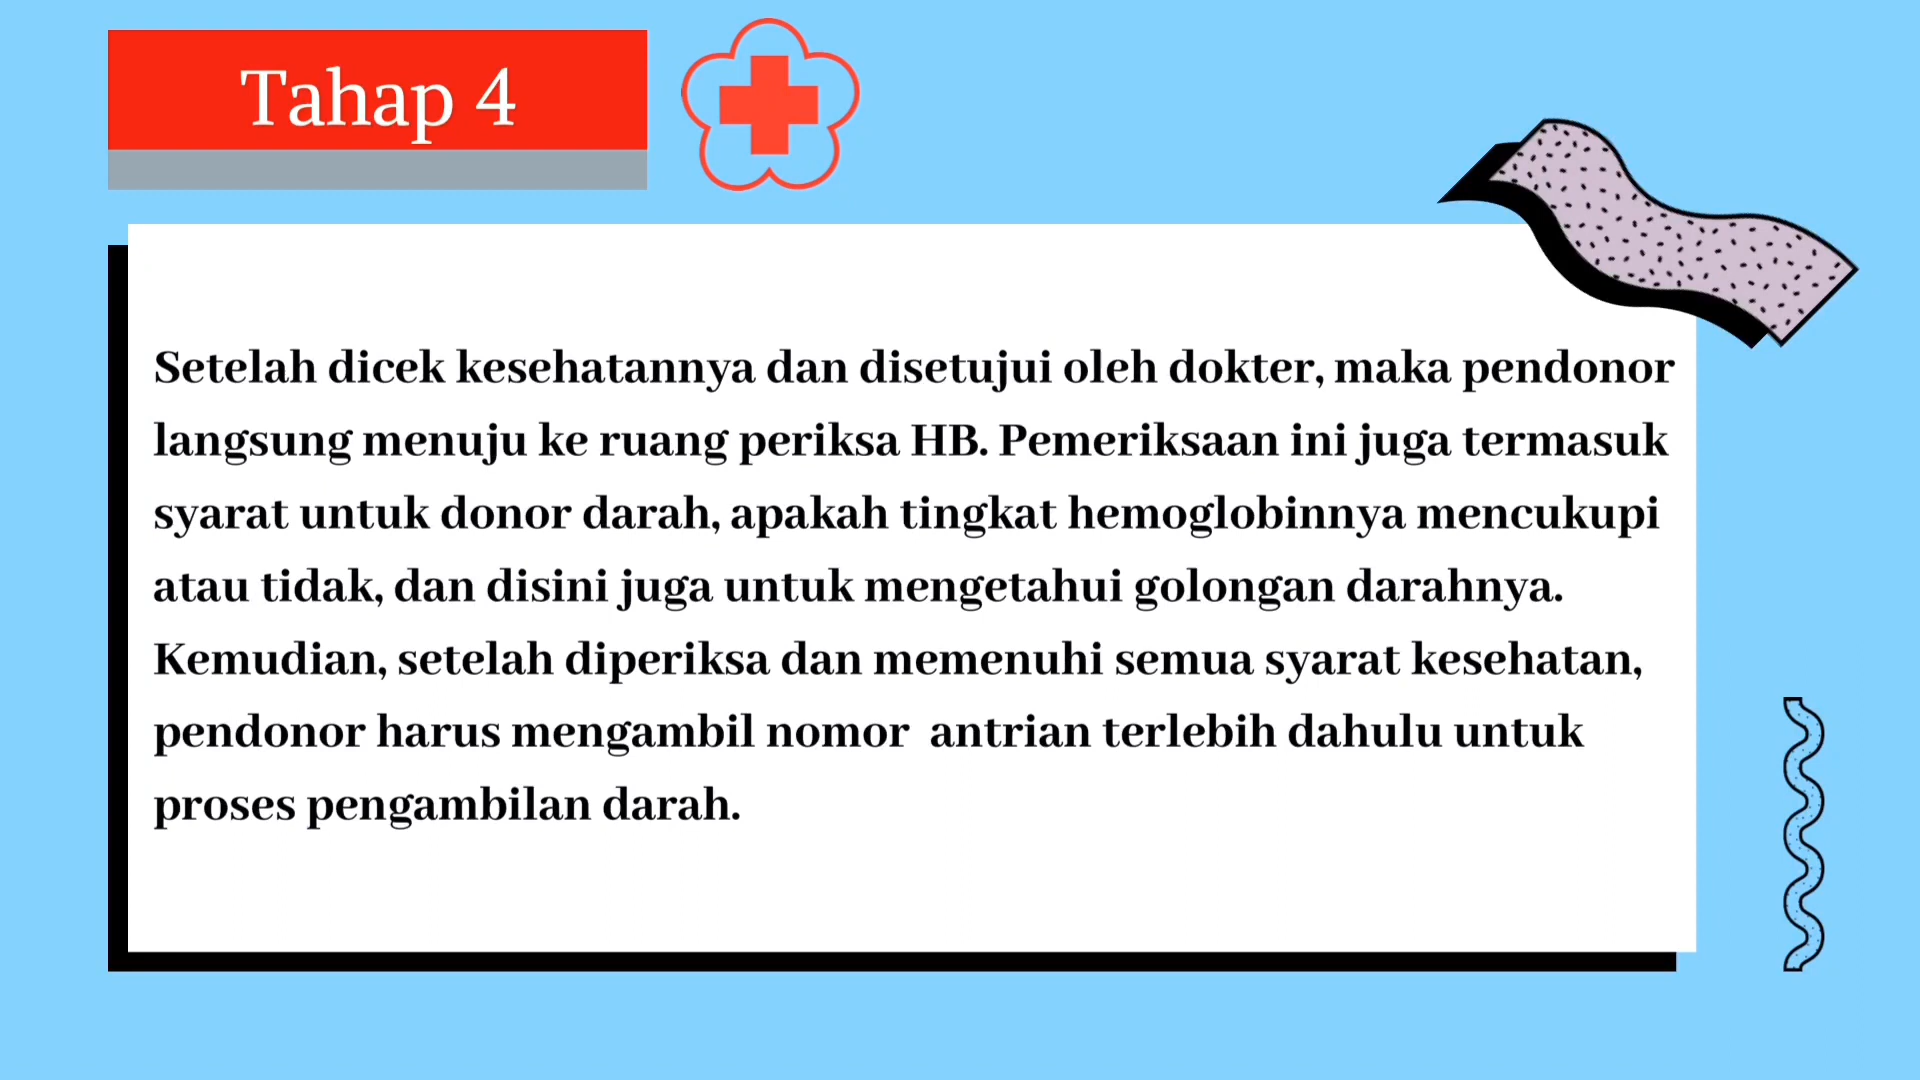 Tahap 4
Setelah dicek kesehatannya dan disetujui oleh dokter, maka pendonor
langsung menuju ke ruang periksa HB. Pemeriksaan ini juga termasuk
syarat untuk donor darah, apakah tingkat hemoglobinnya mencukupi
atau tidak, dan disini juga untuk mengetahui golongan darahnya.
Kemudian, setelah diperiksa dan memenuhi semua syarat kesehatan,
pendonor harus mengambil nomor  antrian terlebih dahulu untuk
proses pengambilan darah.